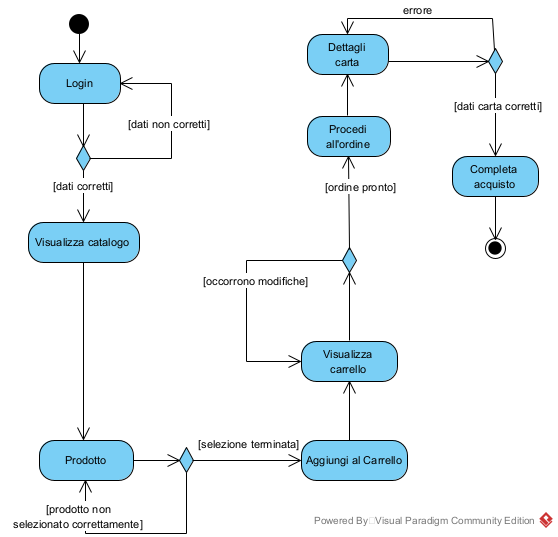 errore
Dettagli
carta
Login
[dati non corretti]
[dati carta corretti]
Procedi
all'ordine
[dati corretti]
[ordine pronto]
Completa
acquisto
Visualizza catalogo
[occorrono modifiche]
Visualizza
carrello
[selezione terminata]
Prodotto
Aggiungi al Carrello
[prodotto non
selezionato correttamente]
Powered By Visual Paradigm Community Edition